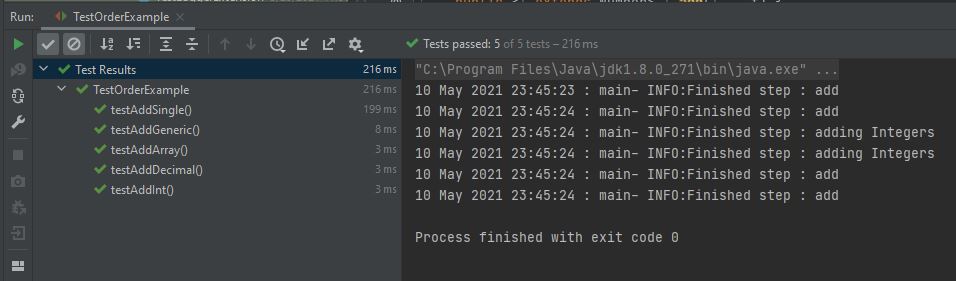 Run: TestOrderExample ×
Tests passed: 5 of 5 tests – 216 ms
Test Results 216 ms
TestOrderExample 216 ms
testAddSingle() 199 ms
testAddGeneric() 8 ms
testAddArray() 3 ms
testAddDecimal() 3 ms
testAddInt() 3 ms
"C:\Program Files\Java\jdk1.8.0_271\bin\java.exe" ...
10 May 2021 23:45:23 : main- INFO:Finished step : add
10 May 2021 23:45:24 : main- INFO:Finished step : add
10 May 2021 23:45:24 : main- INFO:Finished step : adding Integers
10 May 2021 23:45:24 : main- INFO:Finished step : adding Integers
10 May 2021 23:45:24 : main- INFO:Finished step : add
10 May 2021 23:45:24 : main- INFO:Finished step : add
Process finished with exit code 0